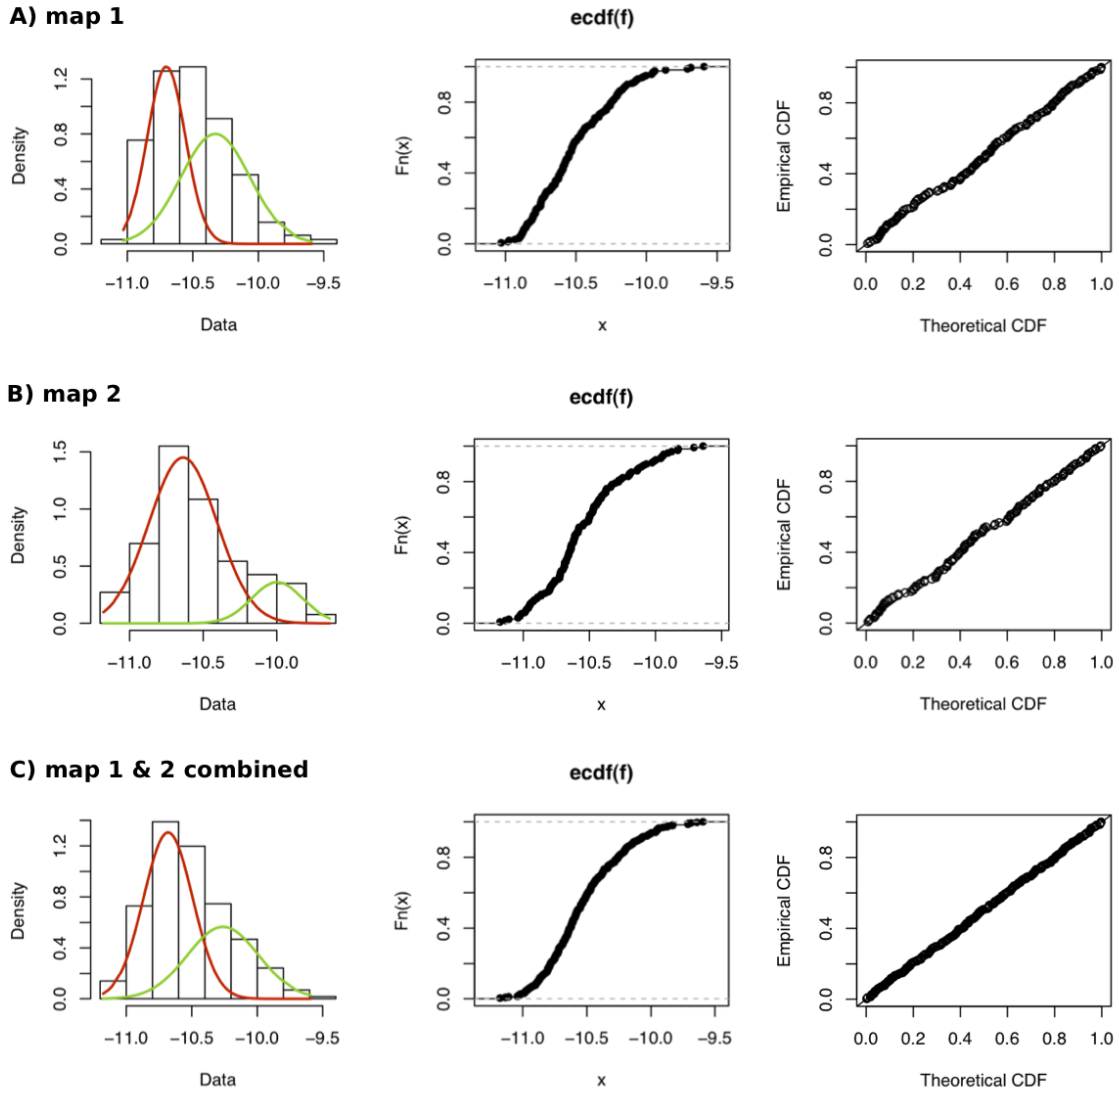 A) map 1
ecdf(f)
Density
0.0 0.4 0.8 1.2
−11.0 −10.5 −10.0 −9.5
Data
Fn(x)
0.0 0.4 0.8
−11.0 −10.5 −10.0 −9.5
x
Empirical CDF
0.0 0.4 0.8
0.0 0.2 0.4 0.6 0.8 1.0
Theoretical CDF
B) map 2
ecdf(f)
Density
0.0 0.5 1.0 1.5
−11.0 −10.5 −10.0
Data
Fn(x)
0.0 0.4 0.8
−11.0 −10.5 −10.0 −9.5
x
Empirical CDF
0.0 0.4 0.8
0.0 0.2 0.4 0.6 0.8 1.0
Theoretical CDF
C) map 1 & 2 combined
ecdf(f)
Density
0.0 0.4 0.8 1.2
−11.0 −10.5 −10.0 −9.5
Data
Fn(x)
0.0 0.4 0.8
−11.0 −10.5 −10.0 −9.5
x
Empirical CDF
0.0 0.4 0.8
0.0 0.2 0.4 0.6 0.8 1.0
Theoretical CDF